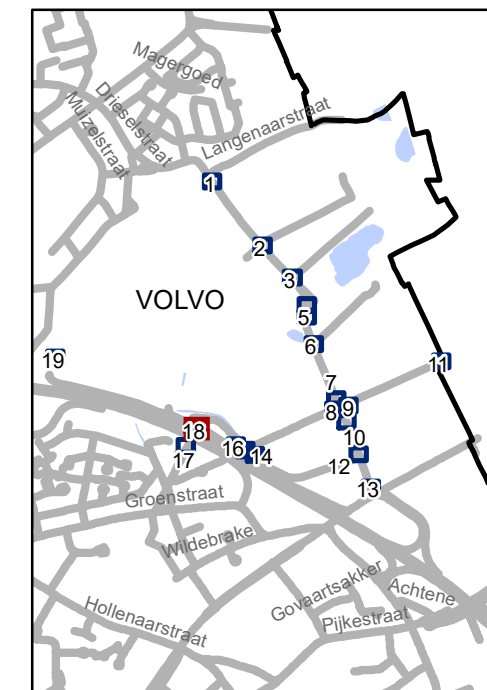 Magergoed
Drieselstraat
Muizelstraat
Langenaarstraat
1
2
3
VOLVO
5
6
19
11
7
8
9
18
17
16
14
10
12
13
Groenstraat
Wildebrake
Govaartsakker
Achtene
Hollenaarstraat
Pijkestraat